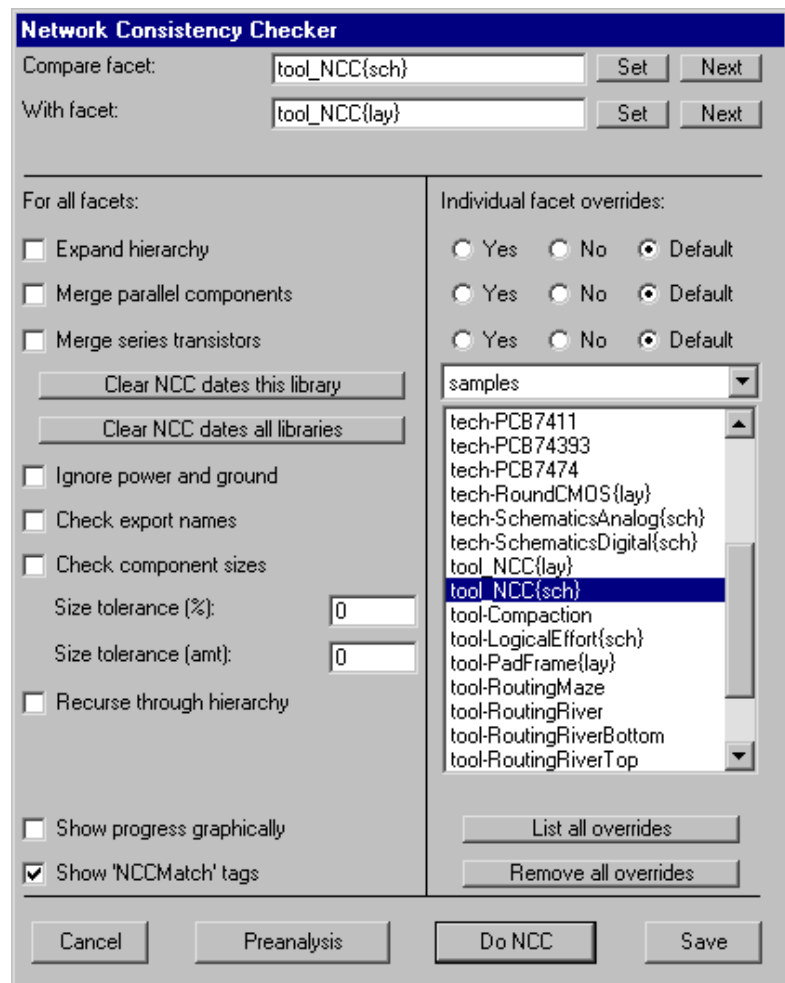 Network Consistency Checker
Compare facet: tool_NCC{sch} Set Next
With facet: tool_NCC{lay} Set Next
For all facets:
Expand hierarchy
Merge parallel components
Merge series transistors
Clear NCC dates this library
Clear NCC dates all libraries
Ignore power and ground
Check export names
Check component sizes
Size tolerance (%): 0
Size tolerance (amt): 0
Recurse through hierarchy
Show progress graphically
Show 'NCCMatch' tags
Individual facet overrides:
Yes No Default
Yes No Default
Yes No Default
samples
tech-PCB7411
tech-PCB74393
tech-PCB7474
tech-RoundCMOS{lay}
tech-SchematicsAnalog{sch}
tech-SchematicsDigital{sch}
tool_NCC{lay}
tool_NCC{sch}
tool-Compaction
tool-LogicalEffort{sch}
tool-PadFrame{lay}
tool-RoutingMaze
tool-RoutingRiver
tool-RoutingRiverBottom
tool-RoutingRiverTop
List all overrides
Remove all overrides
Cancel Preanalysis Do NCC Save